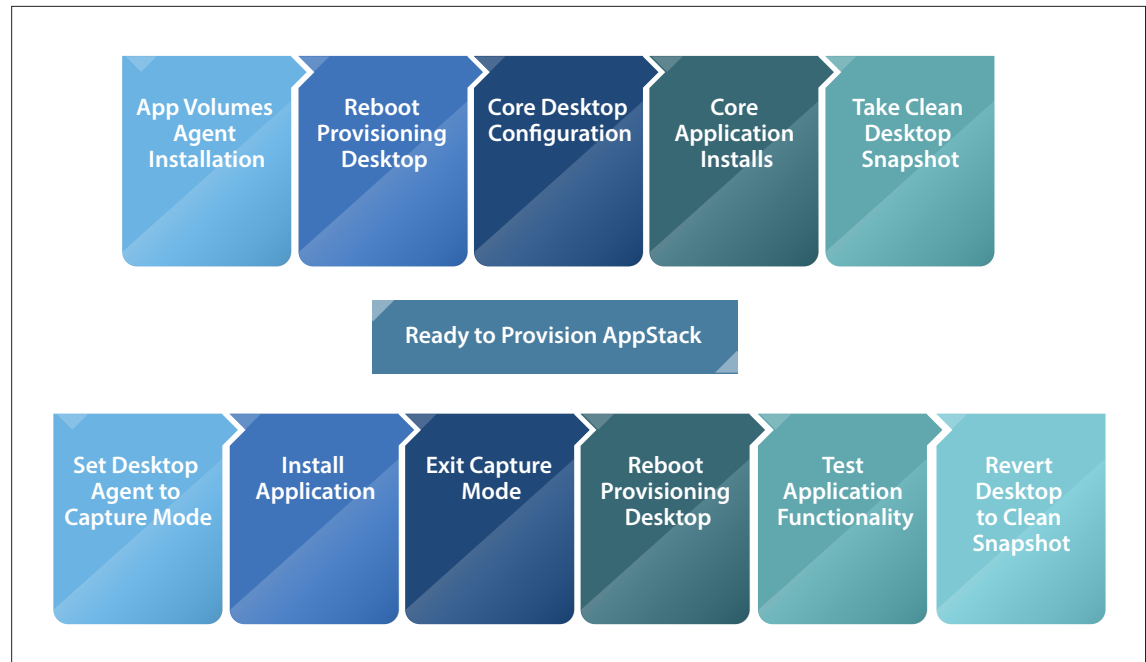 App Volumes
Agent
Installation
Reboot
Provisioning
Desktop
Core Desktop
Configuration
Core
Application
Installs
Take Clean
Desktop
Snapshot
Ready to Provision AppStack
Set Desktop
Agent to
Capture Mode
Install
Application
Exit Capture
Mode
Reboot
Provisioning
Desktop
Test
Application
Functionality
Revert
Desktop
to Clean
Snapshot